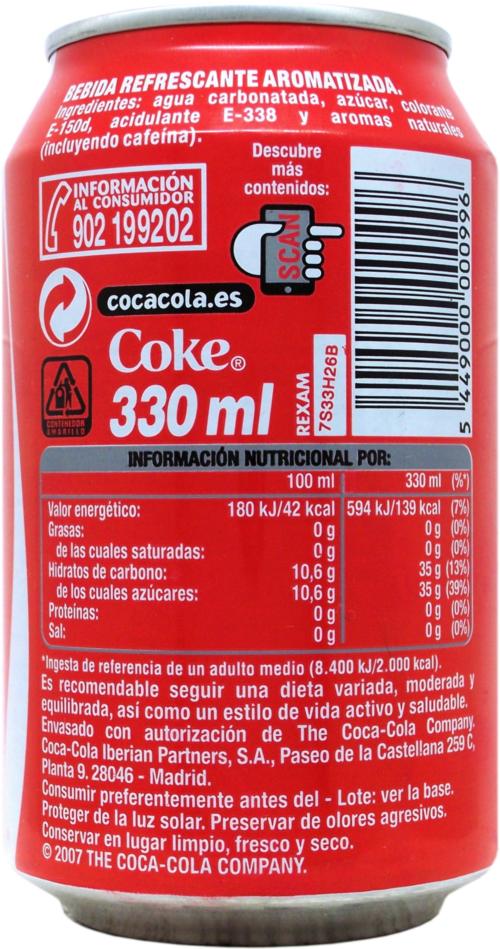 BEBIDA REFRESCANTE AROMATIZADA.
Ingredientes: agua carbonatada, azúcar, colorante
E-150d, acidulante E-338 y aromas naturales
(incluyendo cafeína).
Descubre
más
contenidos:
INFORMACIÓN
AL CONSUMIDOR
902 199202
SCAN
cocacola.es
Coke®
330 ml
CONTENEDOR
AMARILLO
REXAM
7S33H26B
5 449000 000996
INFORMACIÓN NUTRICIONAL POR:
100 ml 330 ml (%*)
Valor energético: 180 kJ/42 kcal 594 kJ/139 kcal (7%)
Grasas: 0 g 0 g (0%)
de las cuales saturadas: 0 g 0 g (0%)
Hidratos de carbono: 10,6 g 35 g (13%)
de los cuales azúcares: 10,6 g 35 g (39%)
Proteínas: 0 g 0 g (0%)
Sal: 0 g 0 g (0%)
*Ingesta de referencia de un adulto medio (8.400 kJ/2.000 kcal).
Es recomendable seguir una dieta variada, moderada y
equilibrada, así como un estilo de vida activo y saludable.
Envasado con autorización de The Coca-Cola Company.
Coca-Cola Iberian Partners, S.A., Paseo de la Castellana 259 C,
Planta 9. 28046 - Madrid.
Consumir preferentemente antes del - Lote: ver la base.
Proteger de la luz solar. Preservar de olores agresivos.
Conservar en lugar limpio, fresco y seco.
© 2007 THE COCA-COLA COMPANY.